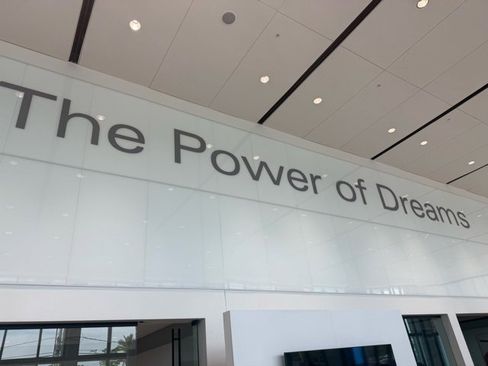 The Power of Dreams